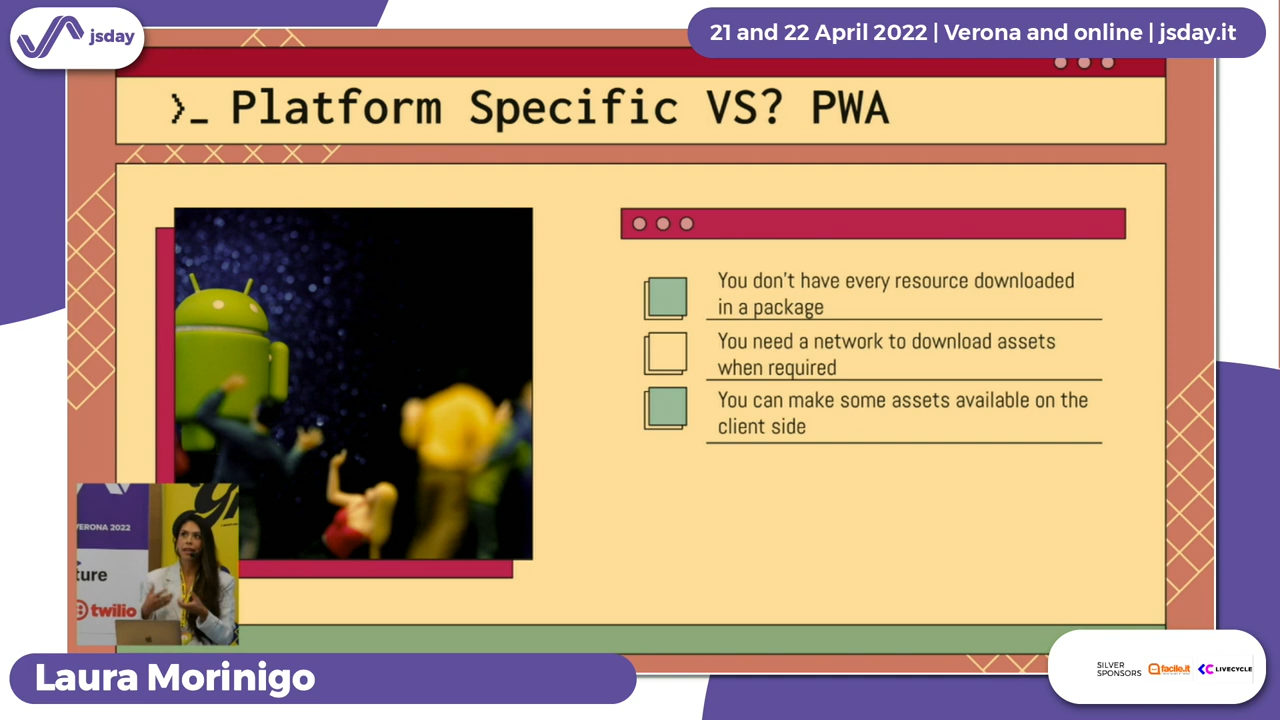 jsday
21 and 22 April 2022 | Verona and online | jsday.it
>_ Platform Specific VS? PWA
You don't have every resource downloaded
in a package
You need a network to download assets
when required
You can make some assets available on the
client side
VERONA 2022
ture
twilio
Laura Morinigo
SILVER
SPONSORS
facile.it
LIVECYCLE